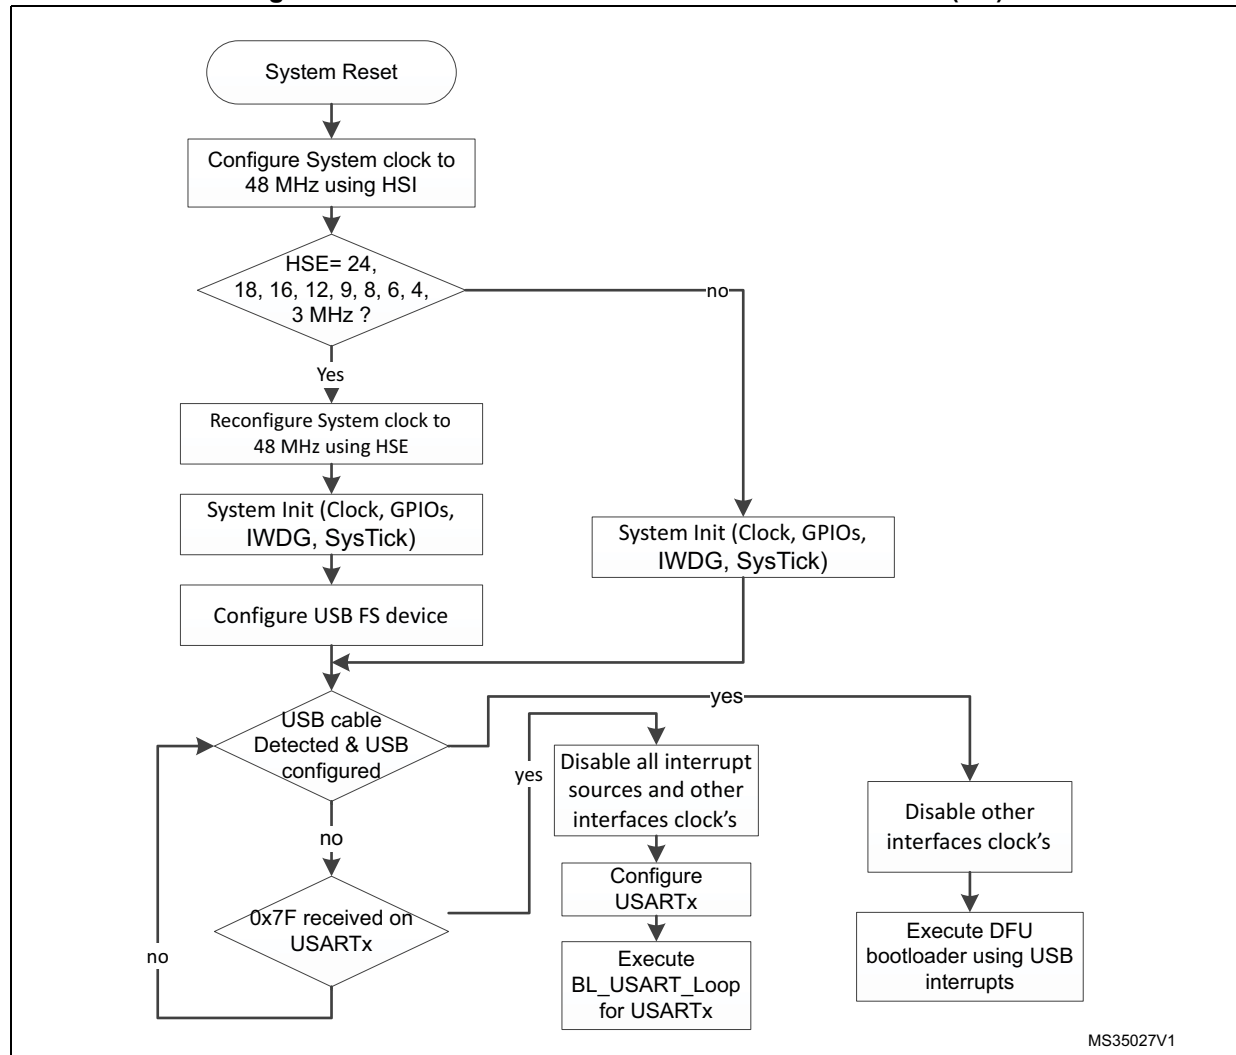 System Reset
Configure System clock to
48 MHz using HSI
HSE= 24,
18, 16, 12, 9, 8, 6, 4,
3 MHz ?
no
Yes
Reconfigure System clock to
48 MHz using HSE
System Init (Clock, GPIOs,
IWDG, SysTick)
System Init (Clock, GPIOs,
IWDG, SysTick)
Configure USB FS device
USB cable
Detected & USB
configured
yes
yes
Disable all interrupt
sources and other
interfaces clock's
Disable other
interfaces clock's
no
Configure
USARTx
0x7F received on
USARTx
no
Execute
BL_USART_Loop
for USARTx
Execute DFU
bootloader using USB
interrupts
MS35027V1